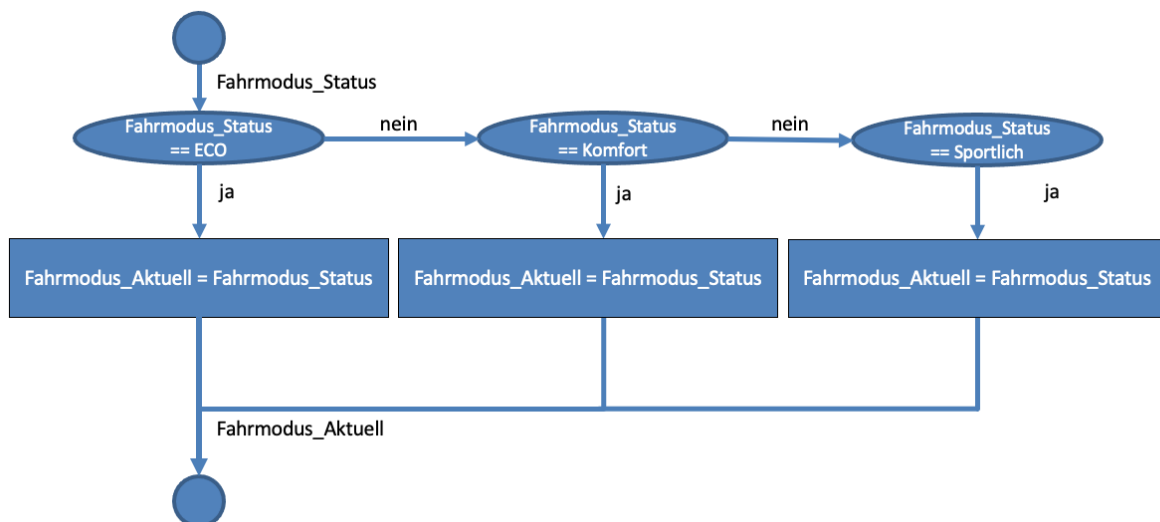 Fahrmodus_Status
Fahrmodus_Status
== ECO
nein
Fahrmodus_Status
== Komfort
nein
Fahrmodus_Status
== Sportlich
ja
ja
ja
Fahrmodus_Aktuell = Fahrmodus_Status
Fahrmodus_Aktuell = Fahrmodus_Status
Fahrmodus_Aktuell = Fahrmodus_Status
Fahrmodus_Aktuell